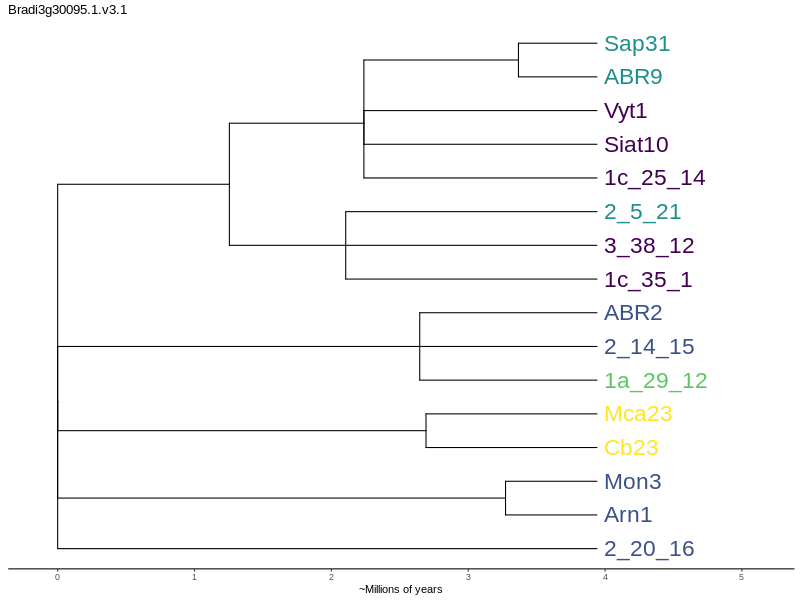 Bradi3g30095.1.v3.1
Sap31
ABR9
Vyt1
Siat10
1c_25_14
2_5_21
3_38_12
1c_35_1
ABR2
2_14_15
1a_29_12
Mca23
Cb23
Mon3
Arn1
2_20_16
0 1 2 3 4 5
~Millions of years